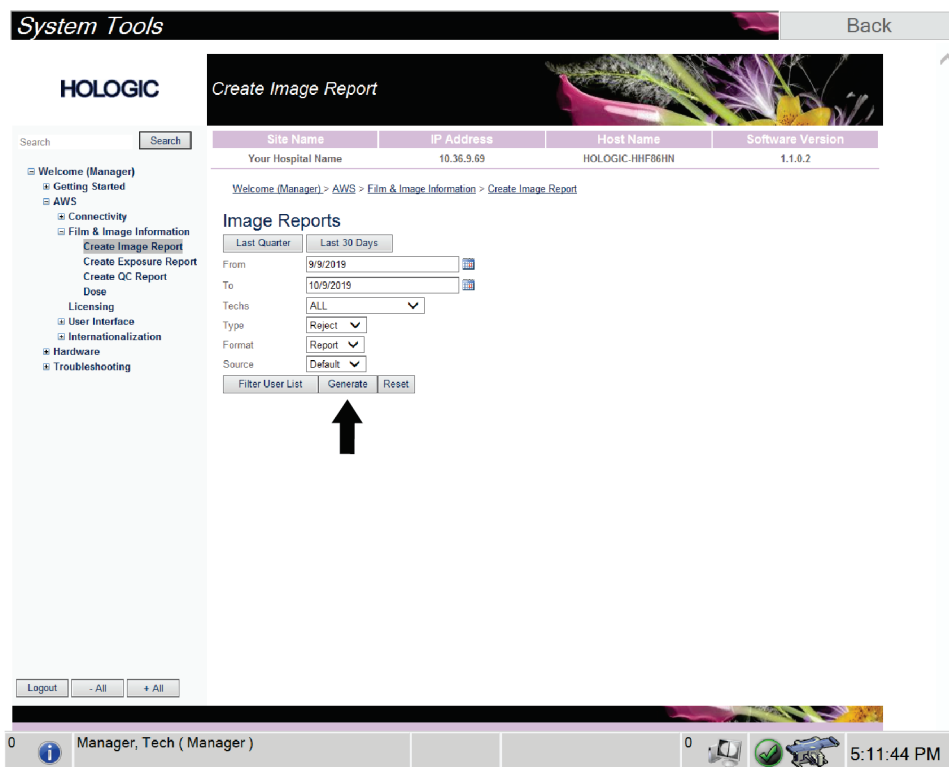 System Tools
Back
HOLOGIC
Create Image Report
Search
Search
Site Name IP Address Host Name Software Version
Your Hospital Name 10.36.9.69 HOLOGIC-HHF86HN 1.1.0.2
Welcome (Manager)
Getting Started
AWS
Connectivity
Film & Image Information
Create Image Report
Create Exposure Report
Create QC Report
Dose
Licensing
User Interface
Internationalization
Hardware
Troubleshooting
Welcome (Manager) > AWS > Film & Image Information > Create Image Report
Image Reports
Last Quarter Last 30 Days
From 9/9/2019
To 10/9/2019
Techs ALL
Type Reject
Format Report
Source Default
Filter User List Generate Reset
Logout - All + All
0 Manager, Tech ( Manager ) 0 5:11:44 PM